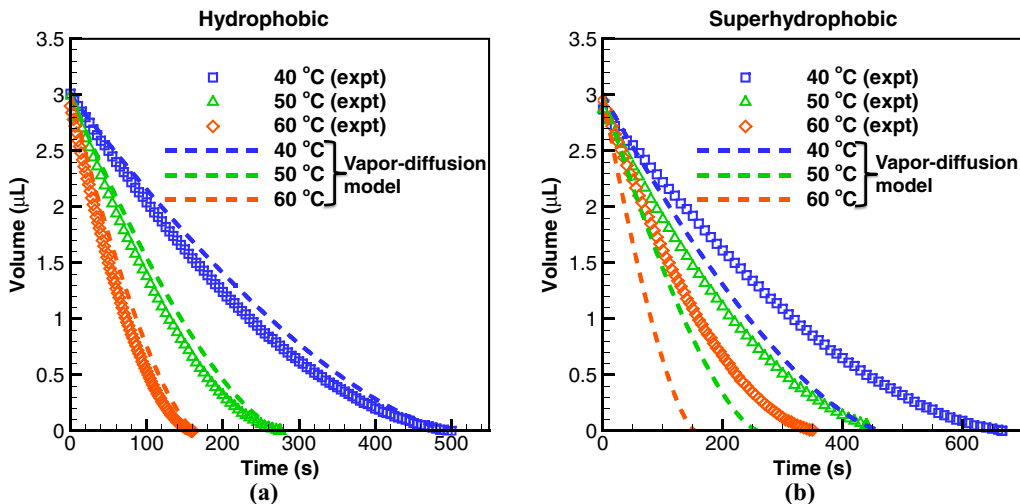 Hydrophobic
3.5
3
2.5
2
1.5
1
0.5
0
Volume (µL)
40 °C (expt)
50 °C (expt)
60 °C (expt)
40 °C
50 °C
60 °C
Vapor-diffusion
model
0 100 200 300 400 500
Time (s)
(a)
Superhydrophobic
3.5
3
2.5
2
1.5
1
0.5
0
Volume (µL)
40 °C (expt)
50 °C (expt)
60 °C (expt)
40 °C
50 °C
60 °C
Vapor-diffusion
model
0 200 400 600
Time (s)
(b)